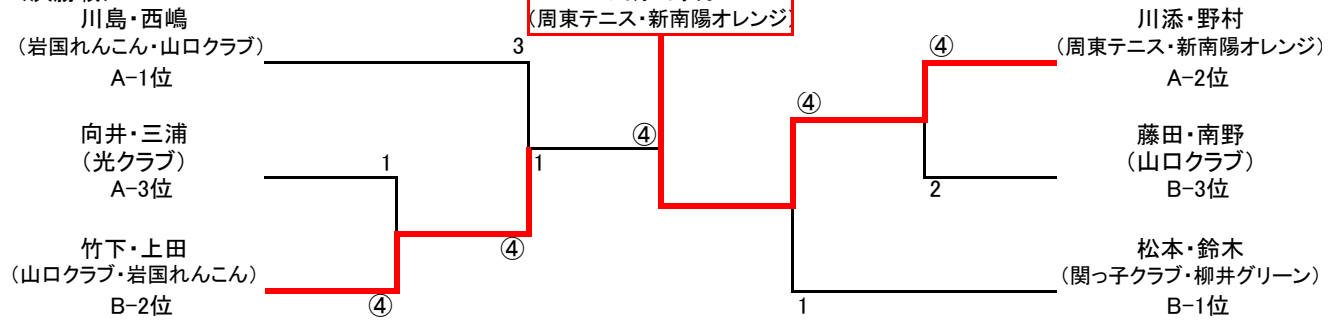 川島・西嶋
(岩国れんこん・山口クラブ)
A-1位
向井・三浦
(光クラブ)
A-3位
竹下・上田
(山口クラブ・岩国れんこん)
B-2位
3
1
④
④
1
④
(周東テニス・新南陽オレンジ)
④
④
2
1
川添・野村
(周東テニス・新南陽オレンジ)
A-2位
藤田・南野
(山口クラブ)
B-3位
松本・鈴木
(関っ子クラブ・柳井グリーン)
B-1位